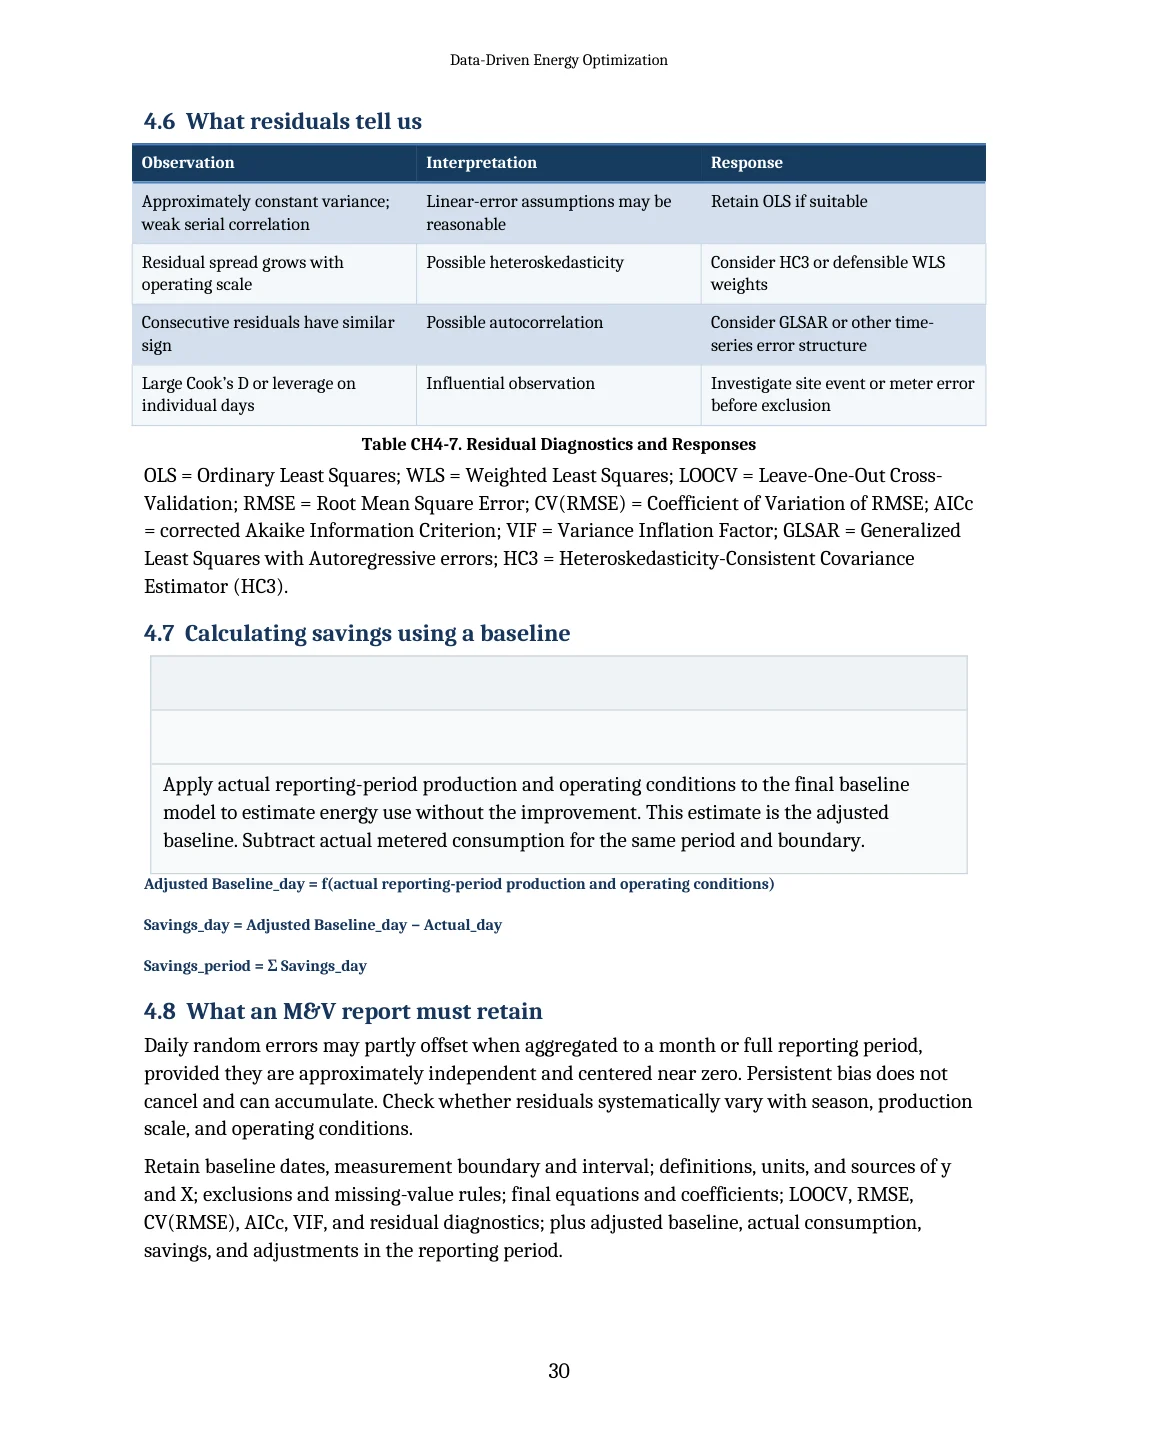 Data-Driven Energy Optimization
4.6 What residuals tell us
Observation Interpretation Response
Approximately constant variance; Linear-error assumptions may be Retain OLS if suitable
weak serial correlation reasonable
Residual spread grows with Possible heteroskedasticity Consider HC3 or defensible WLS
operating scale weights
Consecutive residuals have similar Possible autocorrelation Consider GLSAR or other time-
sign series error structure
Large Cook’s D or leverage on Influential observation Investigate site event or meter error
individual days before exclusion
Table CH4-7. Residual Diagnostics and Responses
OLS = Ordinary Least Squares; WLS = Weighted Least Squares; LOOCV = Leave-One-Out Cross-
Validation; RMSE = Root Mean Square Error; CV(RMSE) = Coefficient of Variation of RMSE; AICc
= corrected Akaike Information Criterion; VIF = Variance Inflation Factor; GLSAR = Generalized
Least Squares with Autoregressive errors; HC3 = Heteroskedasticity-Consistent Covariance
Estimator (HC3).
4.7 Calculating savings using a baseline
Apply actual reporting-period production and operating conditions to the final baseline
model to estimate energy use without the improvement. This estimate is the adjusted
baseline. Subtract actual metered consumption for the same period and boundary.
Adjusted Baseline_day = f(actual reporting-period production and operating conditions)
Savings_day = Adjusted Baseline_day − Actual_day
Savings_period = Σ Savings_day
4.8 What an M&V report must retain
Daily random errors may partly offset when aggregated to a month or full reporting period,
provided they are approximately independent and centered near zero. Persistent bias does not
cancel and can accumulate. Check whether residuals systematically vary with season, production
scale, and operating conditions.
Retain baseline dates, measurement boundary and interval; definitions, units, and sources of y
and X; exclusions and missing-value rules; final equations and coefficients; LOOCV, RMSE,
CV(RMSE), AICc, VIF, and residual diagnostics; plus adjusted baseline, actual consumption,
savings, and adjustments in the reporting period.
30